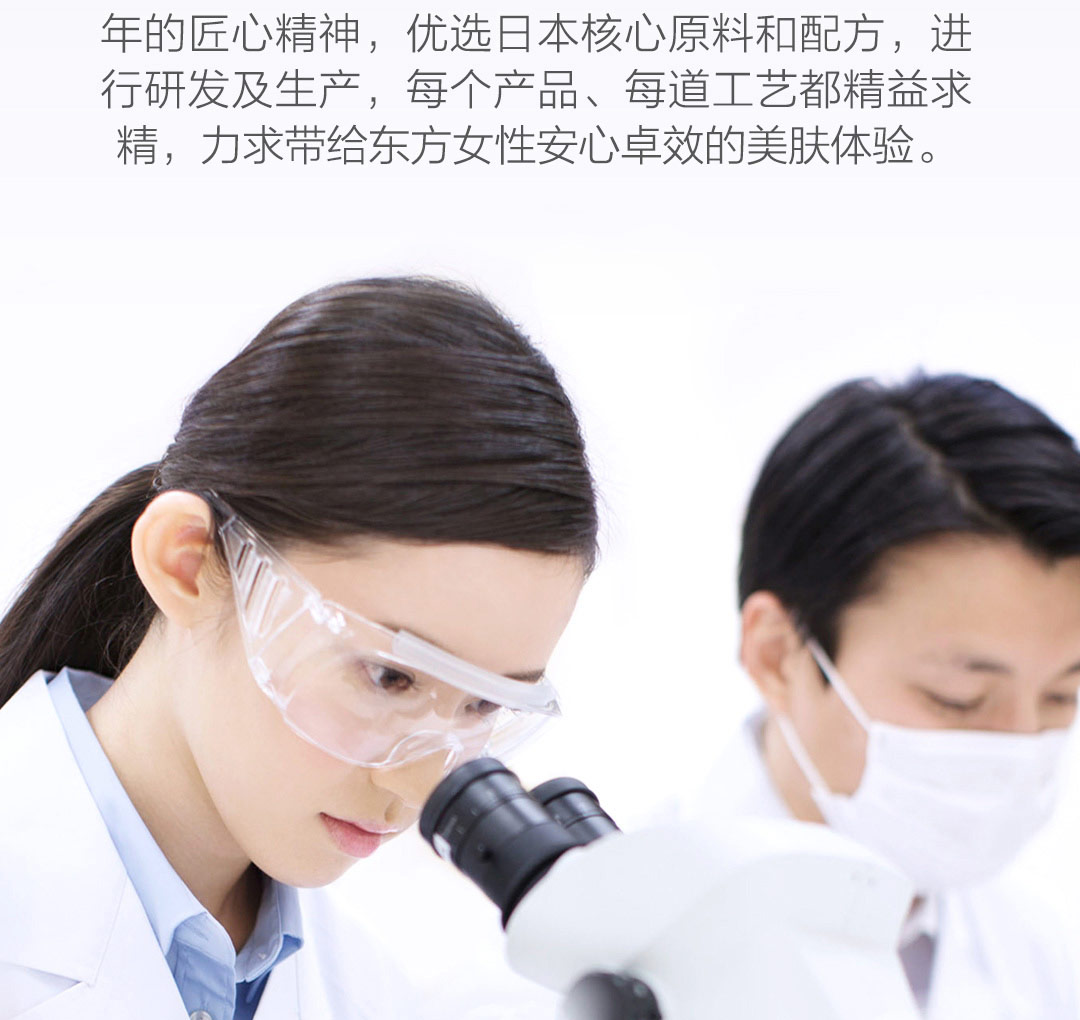 年的匠心精神，优选日本核心原料和配方，进
行研发及生产，每个产品、每道工艺都精益求
精，力求带给东方女性安心卓效的美肤体验。